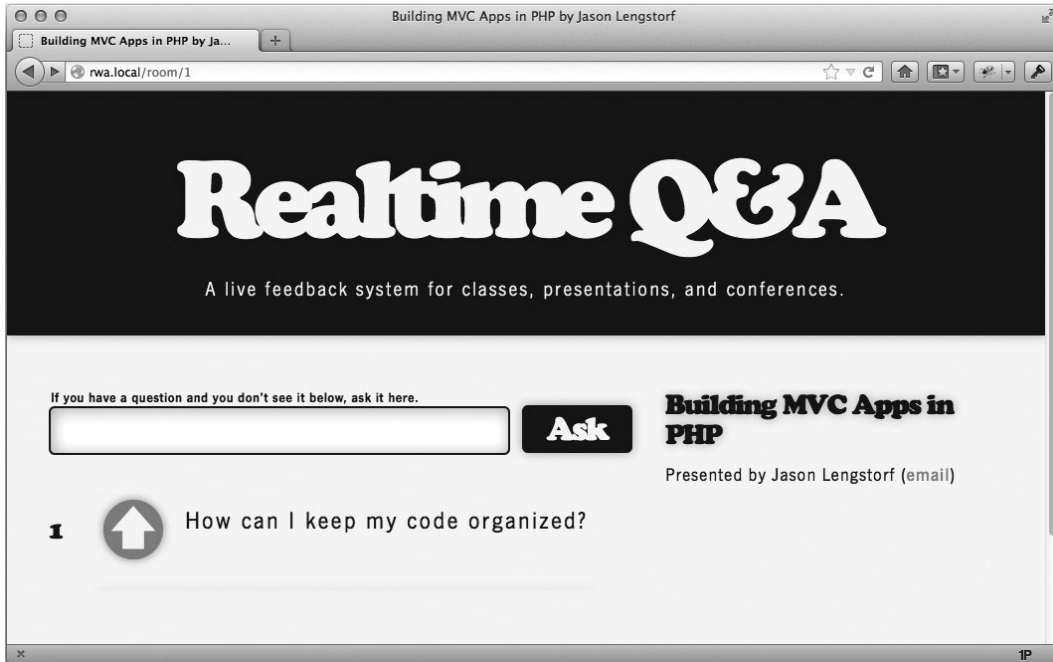 Building MVC Apps in PHP by Jason Lengstorf
Building MVC Apps in PHP by Ja...
rwa.local/room/1
Realtime Q&A
A live feedback system for classes, presentations, and conferences.
If you have a question and you don't see it below, ask it here.
Ask
Building MVC Apps in
PHP
Presented by Jason Lengstorf (email)
1
How can I keep my code organized?
1P